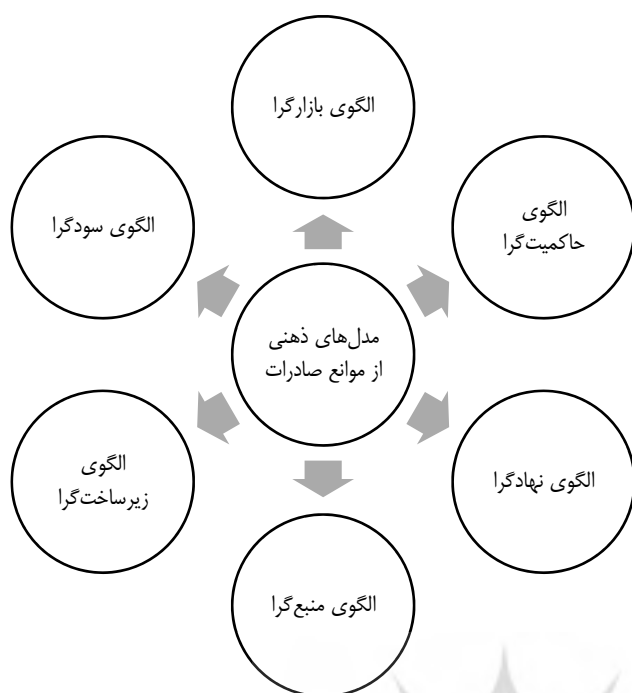 الگوی بازارگرا
الگوی
حاکمیت‌گرا
الگوی سودگرا
مدل‌های ذهنی
از موانع صادرات
الگوی نهادگرا
الگوی
زیرساخت‌گرا
الگوی منبع‌گرا